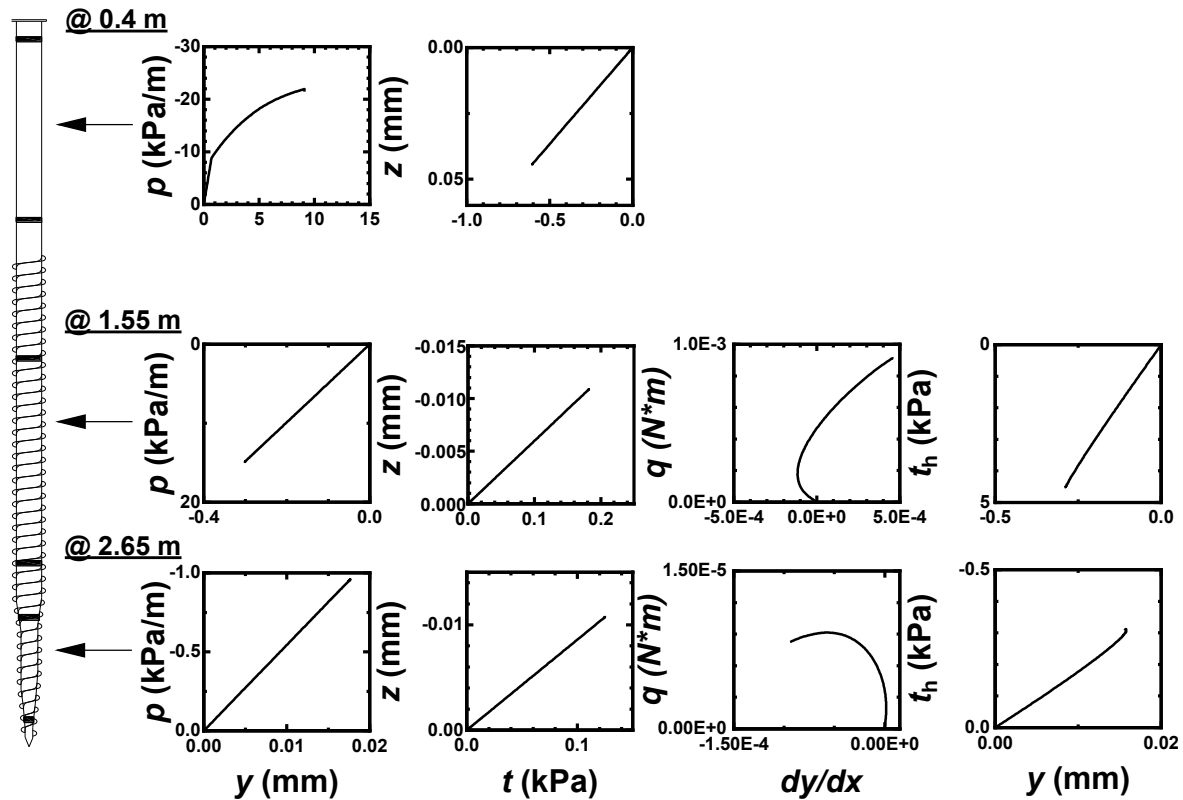 @ 0.4 m
p (kPa/m)
-30
-20
-10
0
0 5 10 15
z (mm)
0.00
0.05
-1.0 -0.5 0.0
@ 1.55 m
p (kPa/m)
0
20
-0.4 0.0
z (mm)
-0.015
-0.010
-0.005
0.000
0.0 0.1 0.2
q (N*m)
1.0E-3
0.0E+0
-5.0E-4 0.0E+0 5.0E-4
th (kPa)
0
5
-0.5 0.0
@ 2.65 m
p (kPa/m)
-1.0
-0.5
0.0
0.00 0.01 0.02
y (mm)
z (mm)
-0.01
0.00
0.0 0.1
t (kPa)
q (N*m)
1.50E-5
0.00E+0
-1.50E-4 0.00E+0
dy/dx
th (kPa)
-0.5
0.0
0.00 0.02
y (mm)